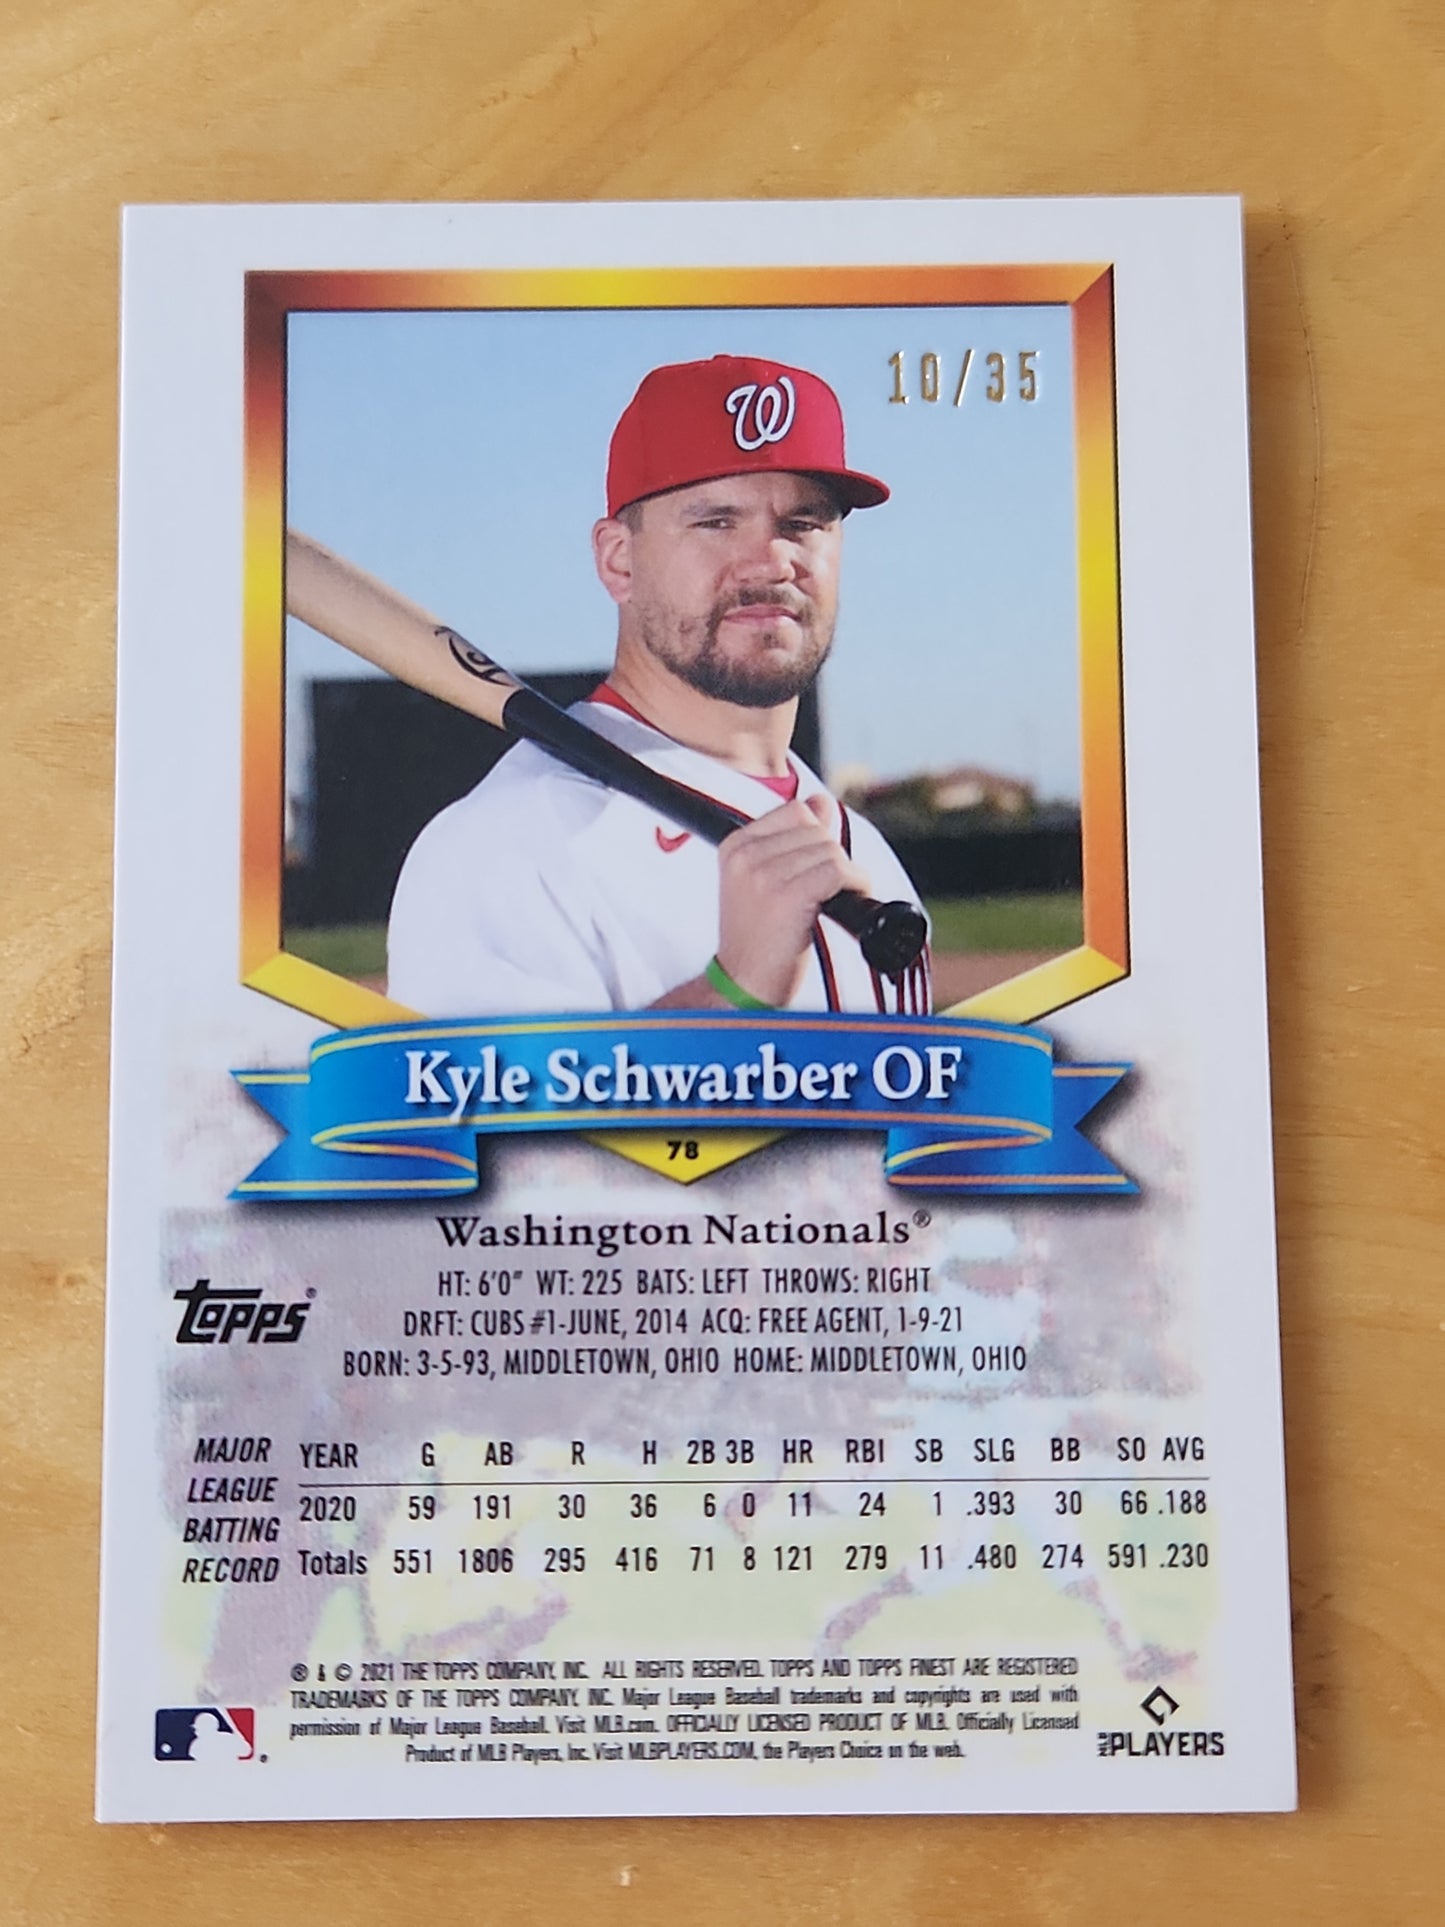 10/35
W
Kyle Schwarber OF
78
Washington Nationals®
Topps®
HT: 6'0" WT: 225 BATS: LEFT THROWS: RIGHT
DRFT: CUBS #1-JUNE, 2014 ACQ: FREE AGENT, 1-9-21
BORN: 3-5-93, MIDDLETOWN, OHIO HOME: MIDDLETOWN, OHIO
MAJOR LEAGUE BATTING RECORD
YEAR G AB R H 2B 3B HR RBI SB SLG BB SO AVG
2020 59 191 30 36 6 0 11 24 1 .393 30 66 .188
Totals 551 1806 295 416 71 8 121 279 11 .480 274 591 .230
® & © 2021 THE TOPPS COMPANY, INC. ALL RIGHTS RESERVED. TOPPS AND TOPPS FINEST ARE REGISTERED
TRADEMARKS OF THE TOPPS COMPANY, INC. Major League Baseball trademarks and copyrights are used with
permission of Major League Baseball. Visit MLB.com. OFFICIALLY LICENSED PRODUCT OF MLB. Officially Licensed
Product of MLB Players, Inc. Visit MLBPLAYERS.COM, the Players Choice on the web.
MLB PLAYERS